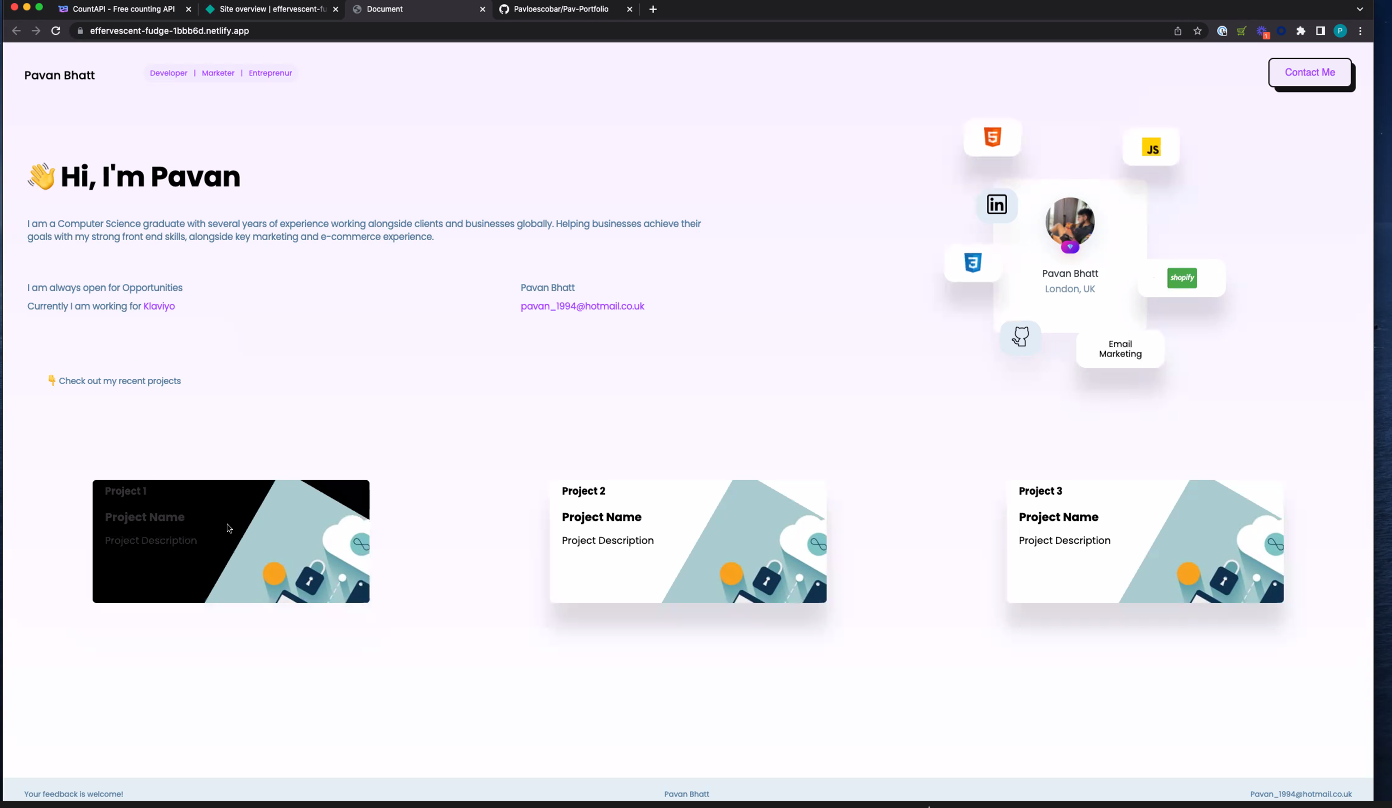 CountAPI - Free counting API
Site overview | effervescent-fu
Document
Pavloescobar/Pav-Portfolio
effervescent-fudge-1bbb6d.netlify.app
P
Pavan Bhatt
Developer | Marketer | Entreprenur
Contact Me
5
JS
👋 Hi, I'm Pavan
in
I am a Computer Science graduate with several years of experience working alongside clients and businesses globally. Helping businesses achieve their
goals with my strong front end skills, alongside key marketing and e-commerce experience.
3
Pavan Bhatt
London, UK
shopify
I am always open for Opportunities
Currently I am working for Klaviyo
Pavan Bhatt
pavan_1994@hotmail.co.uk
Email
Marketing
👇 Check out my recent projects
Project 1
Project Name
Project Description
Project 2
Project Name
Project Description
Project 3
Project Name
Project Description
Your feedback is welcome!
Pavan Bhatt
Pavan_1994@hotmail.co.uk